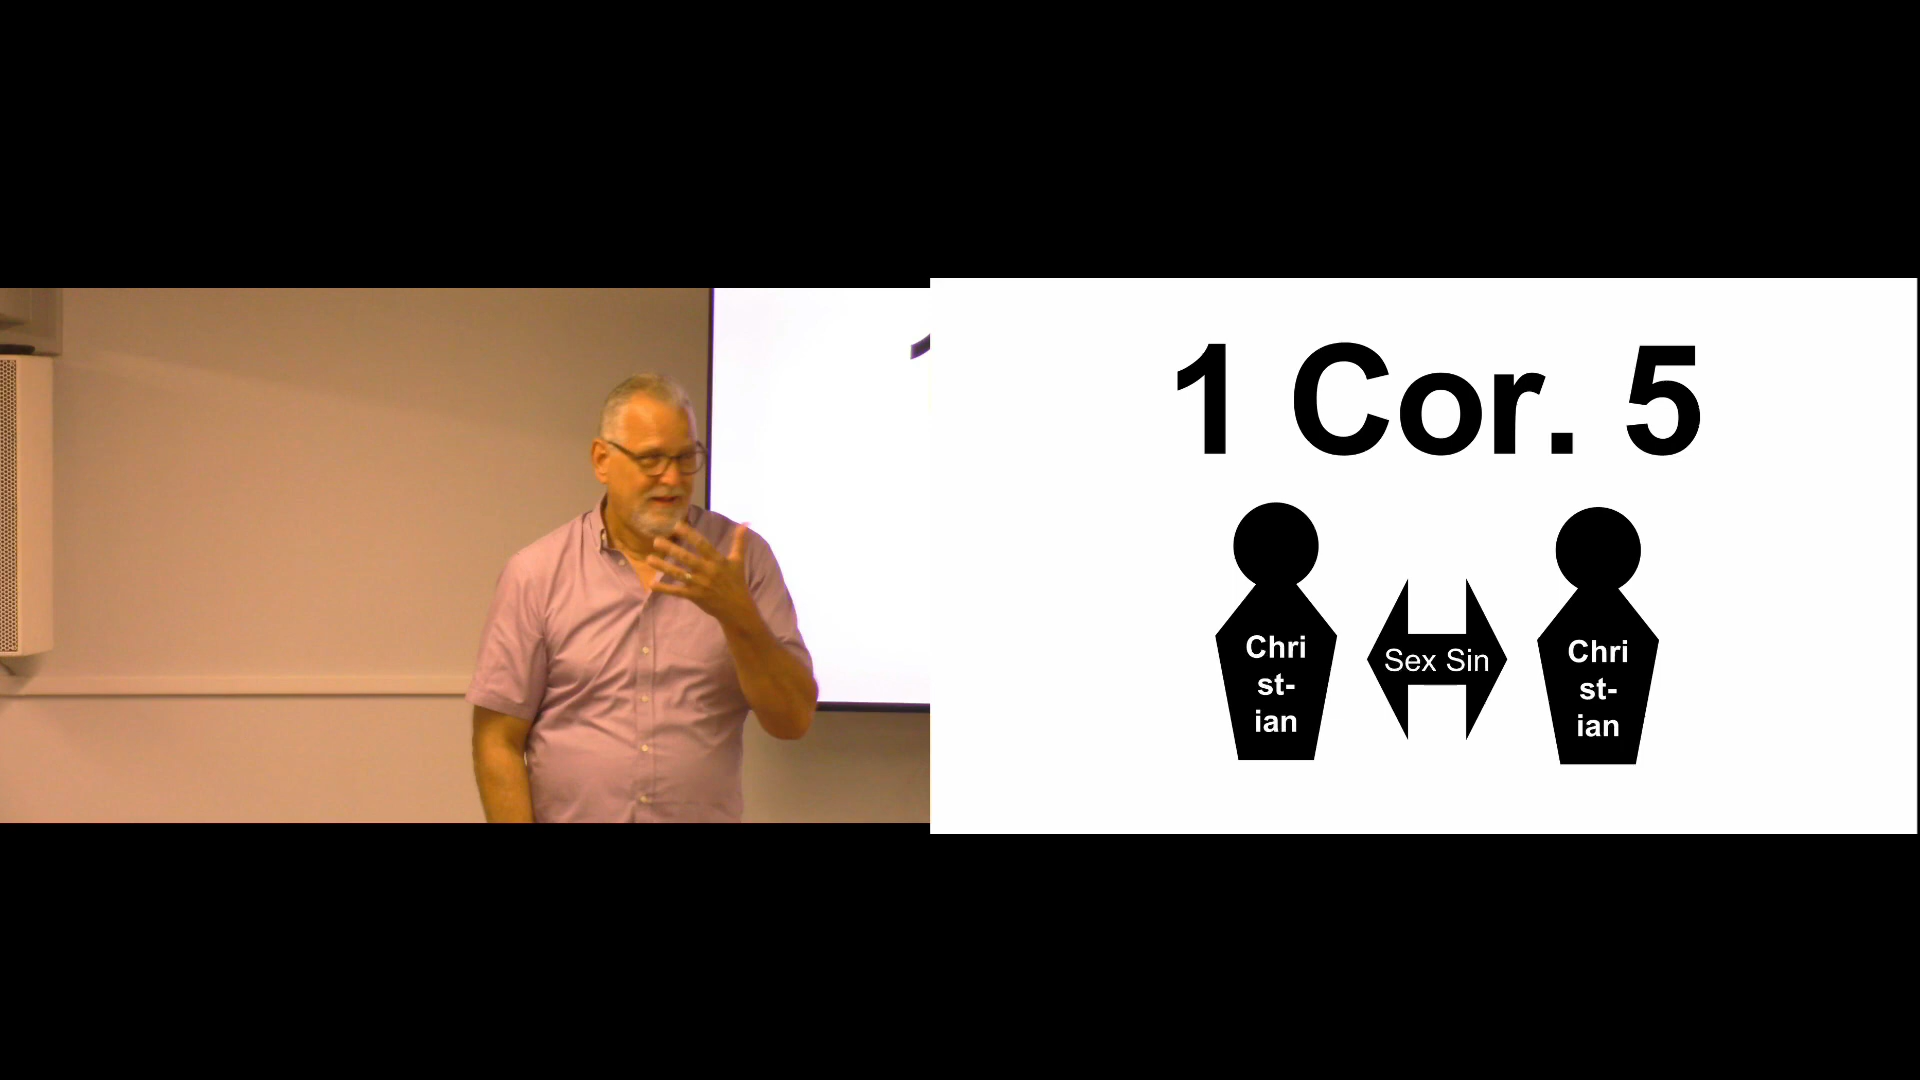 1 Cor. 5
Chri
st-
ian
Sex Sin
Chri
st-
ian